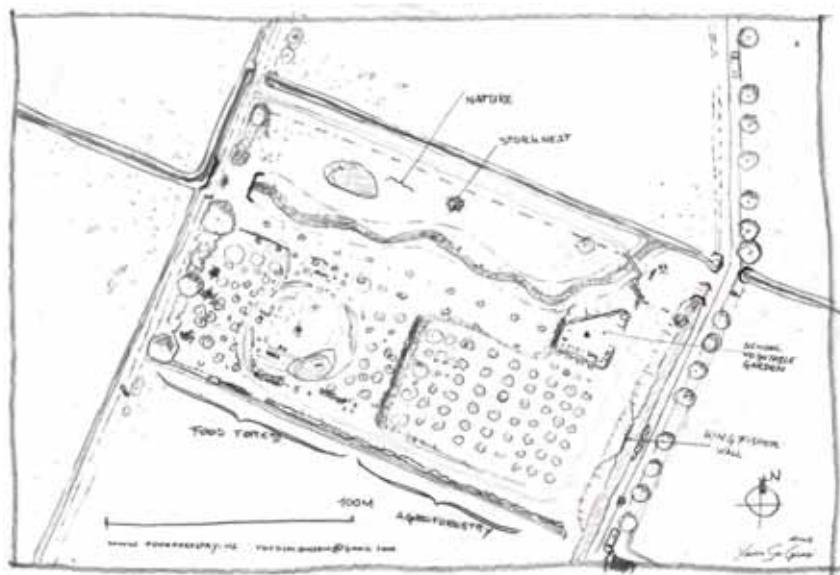 NATURE
STORK NEST
SCHOOL
VEGETABLE
GARDEN
KINGFISHER
WALL
N
FOOD FOREST
100M
AGROFORESTRY